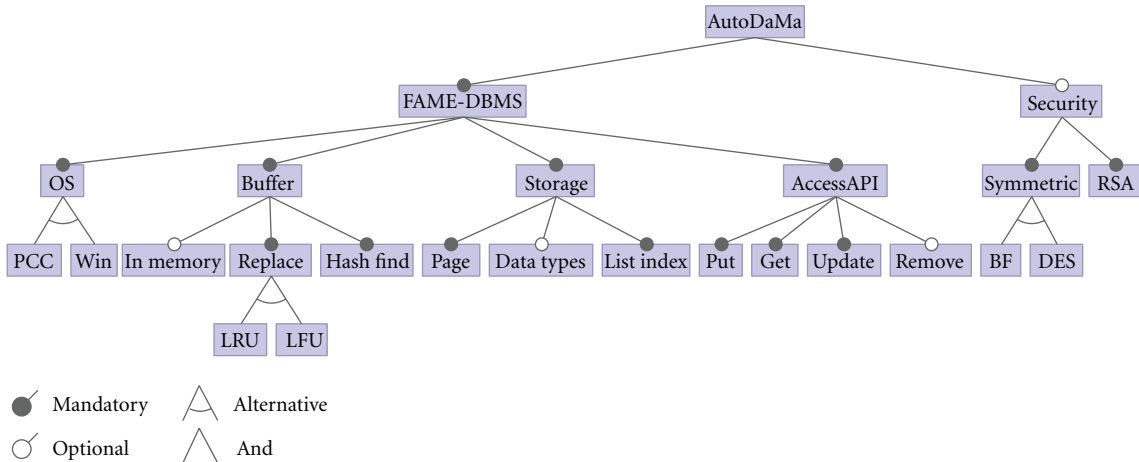 AutoDaMa
FAME-DBMS
Security
OS
Buffer
Storage
AccessAPI
Symmetric
RSA
PCC
Win
In memory
Replace
Hash find
Page
Data types
List index
Put
Get
Update
Remove
BF
DES
LRU
LFU
Mandatory
Alternative
Optional
And